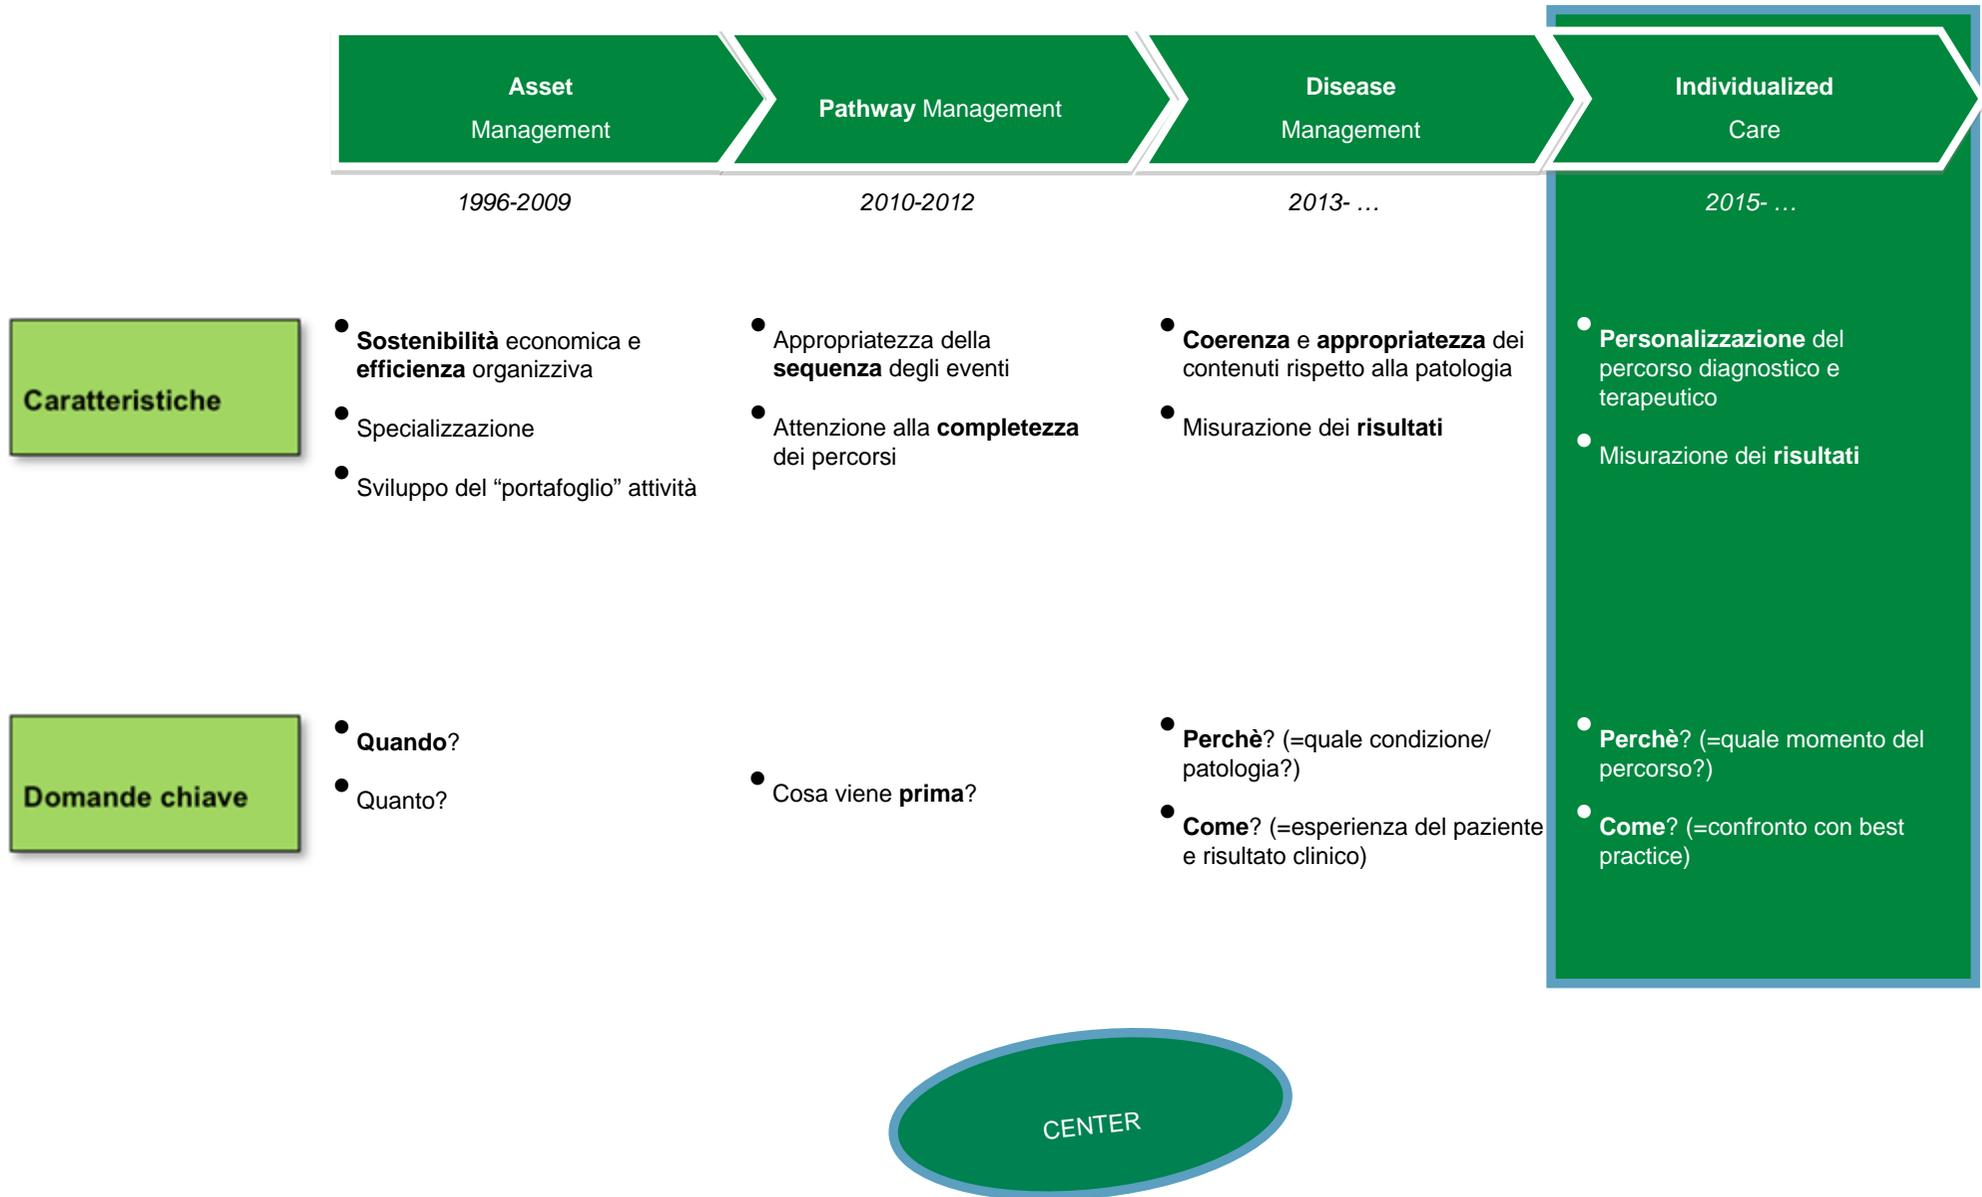 Asset
Management
Pathway Management
Disease
Management
Individualized
Care
1996-2009
2010-2012
2013- …
2015- …
Caratteristiche
Sostenibilità economica e
efficienza organizziva
Specializzazione
Sviluppo del “portafoglio” attività
Appropriatezza della
sequenza degli eventi
Attenzione alla completezza
dei percorsi
Coerenza e appropriatezza dei
contenuti rispetto alla patologia
Misurazione dei risultati
Personalizzazione del
percorso diagnostico e
terapeutico
Misurazione dei risultati
Domande chiave
Quando?
Quanto?
Cosa viene prima?
Perchè? (=quale condizione/
patologia?)
Come? (=esperienza del paziente
e risultato clinico)
Perchè? (=quale momento del
percorso?)
Come? (=confronto con best
practice)
CENTER